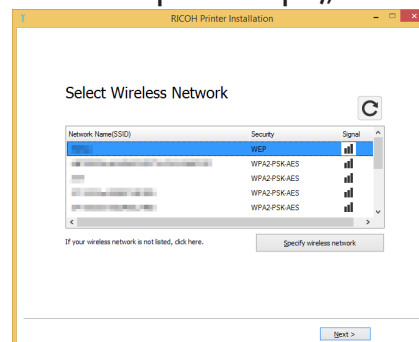 RICOH Printer Installation
Select Wireless Network
Network Name(SSID) Security Signal
WEP
WPA2-PSK-AES
WPA2-PSK-AES
WPA2-PSK-AES
WPA2-PSK-AES
If your wireless network is not listed, click here. Specify wireless network
Next >